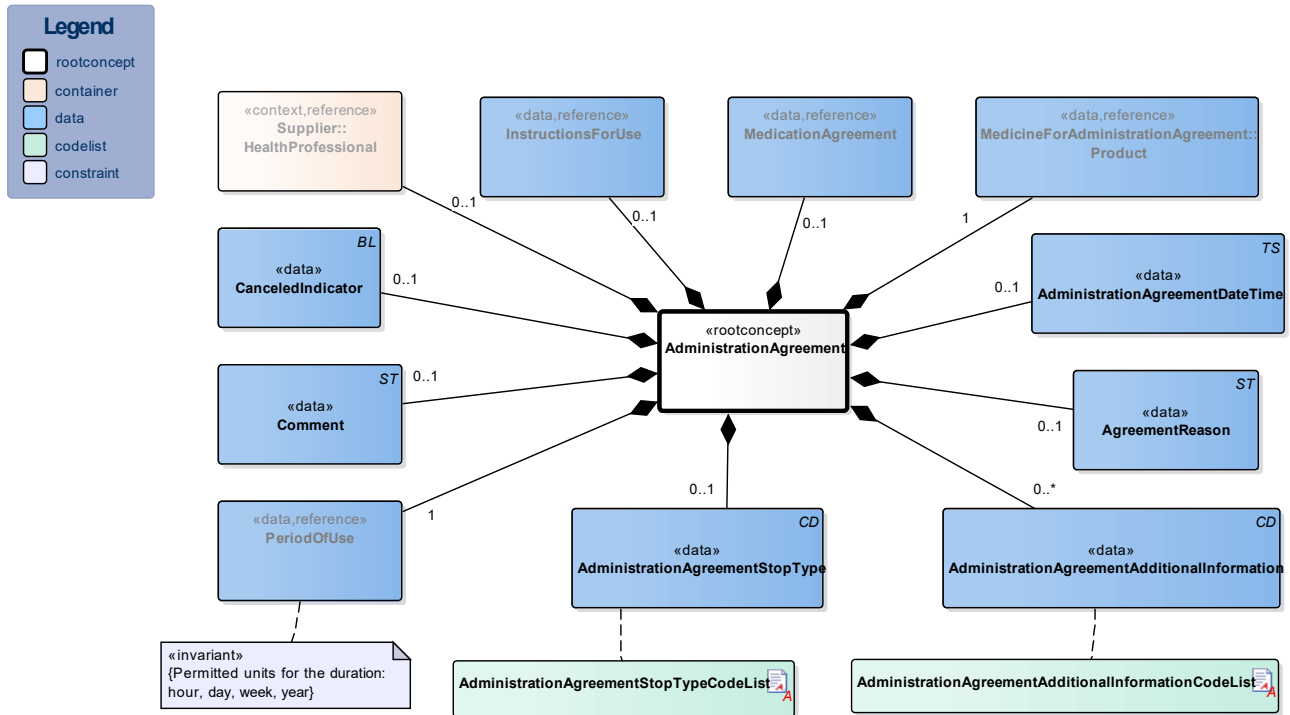 Legend
rootconcept
container
data
codelist
constraint
«context,reference»
Supplier::
HealthProfessional
«data,reference»
InstructionsForUse
«data,reference»
MedicationAgreement
«data,reference»
MedicineForAdministrationAgreement::
Product
0..1
0..1
0..1
1
BL
«data»
CanceledIndicator
0..1
TS
«data»
AdministrationAgreementDateTime
0..1
«rootconcept»
AdministrationAgreement
ST
«data»
Comment
0..1
ST
«data»
AgreementReason
0..1
«data,reference»
PeriodOfUse
1
0..1
CD
«data»
AdministrationAgreementStopType
0..*
CD
«data»
AdministrationAgreementAdditionalInformation
«invariant»
{Permitted units for the duration:
hour, day, week, year}
AdministrationAgreementStopTypeCodeList
A
AdministrationAgreementAdditionalInformationCodeList
A